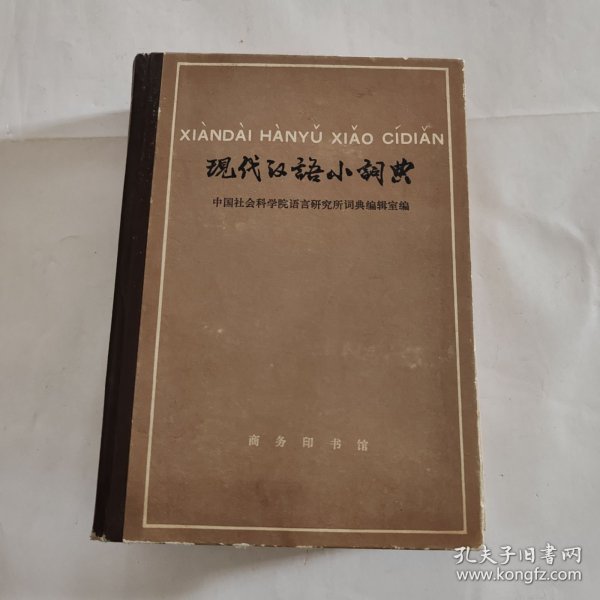 XIÀNDÀI HÀNYǓ XIǍO CÍDIǍN
现代汉語小詞典
中国社会科学院语言研究所词典编辑室编
商务印书馆
孔夫子旧书网
www.kongfz.com